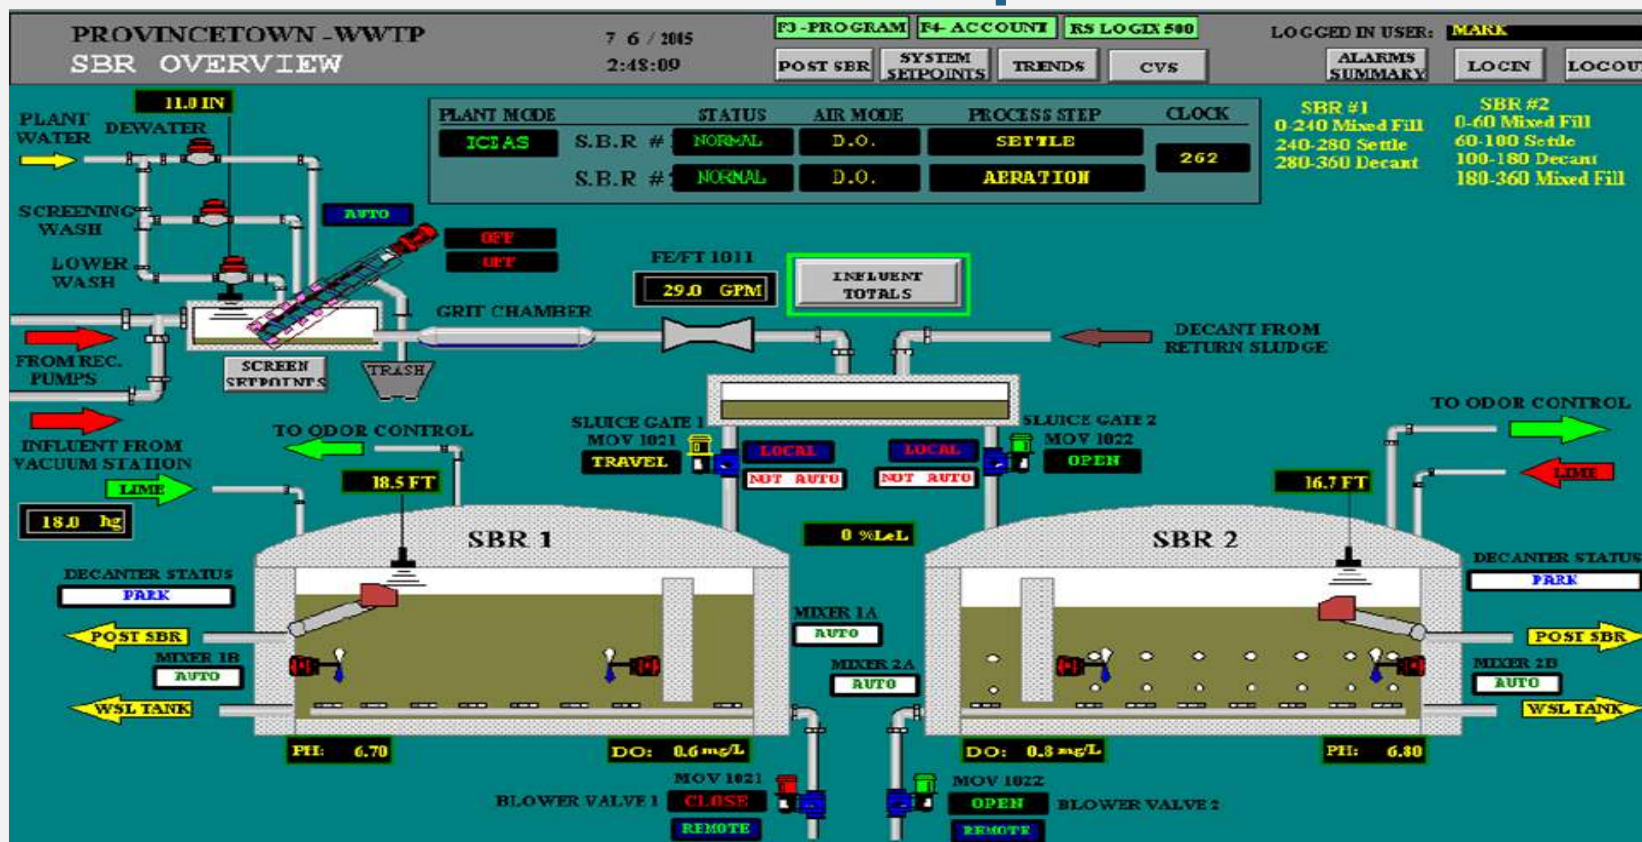 PROVINCETOWN -WWTP
SBR OVERVIEW
7 6 / 2015
2:48:09
F3-PROGRAM F4- ACCOUNT RS LOGIX 500
POST SBR SYSTEM SETPOINTS TRENDS CVS
LOGGED IN USER: MARK
ALARMS SUMMARY LOGIN LOGOUT
11.0 IN
PLANT WATER
DEWATER
SCREENING WASH
LOWER WASH
AUTO
OFF
OFF
PLANT MODE STATUS AIR MODE PROCESS STEP CLOCK
ICEAS S.B.R # NORMAL D.O. SETTLE
262
S.B.R # NORMAL D.O. AERATION
SBR #1
0-240 Mixed Fill
240-280 Settle
280-360 Decant
SBR #2
0-60 Mixed Fill
60-100 Settle
100-180 Decant
180-360 Mixed Fill
FE/FT 1011
29.0 GPM
INFLUENT TOTALS
GRIT CHAMBER
DECANT FROM
RETURN SLUDGE
FROM REC.
PUMPS
SCREEN
SETPOINTS
TRASH
INFLUENT FROM
VACUUM STATION
TO ODOR CONTROL
SLUICE GATE 1
MOV 1021
TRAVEL
LOCAL
NOT AUTO
LOCAL
NOT AUTO
SLUICE GATE 2
MOV 1022
OPEN
TO ODOR CONTROL
LIME
18.0 hg
18.5 FT
16.7 FT
LIME
SBR 1
0 %LeL
SBR 2
DECANTER STATUS
PARK
DECANTER STATUS
PARK
POST SBR
MIXER 1B
AUTO
WSL TANK
MIXER 1A
AUTO
MIXER 2A
AUTO
POST SBR
MIXER 2B
AUTO
WSL TANK
PH: 6.70
DO: 0.6 mg/L
DO: 0.8 mg/L
PH: 6.80
MOV 1021
BLOWER VALVE 1 CLOSE
REMOTE
MOV 1022
OPEN BLOWER VALVE 2
REMOTE